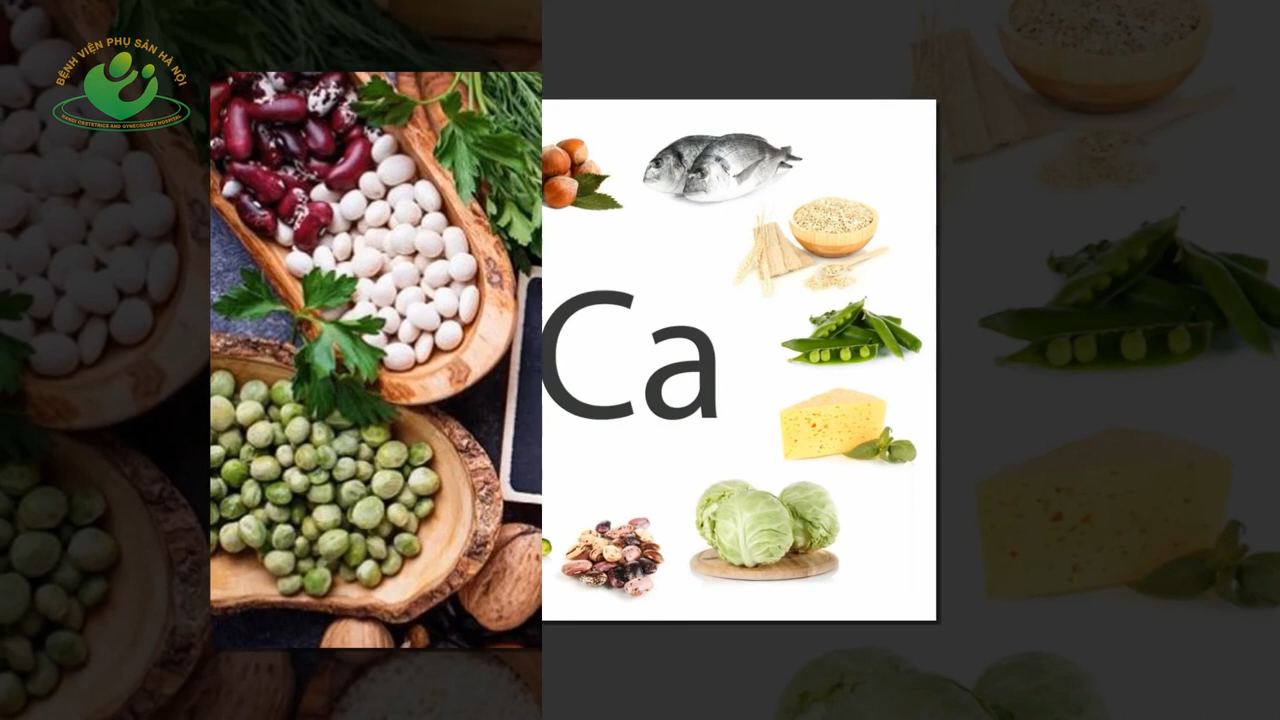 BỆNH VIỆN PHỤ SẢN HÀ NỘI
HANOI OBSTETRICS AND GYNECOLOGY HOSPITAL
Ca